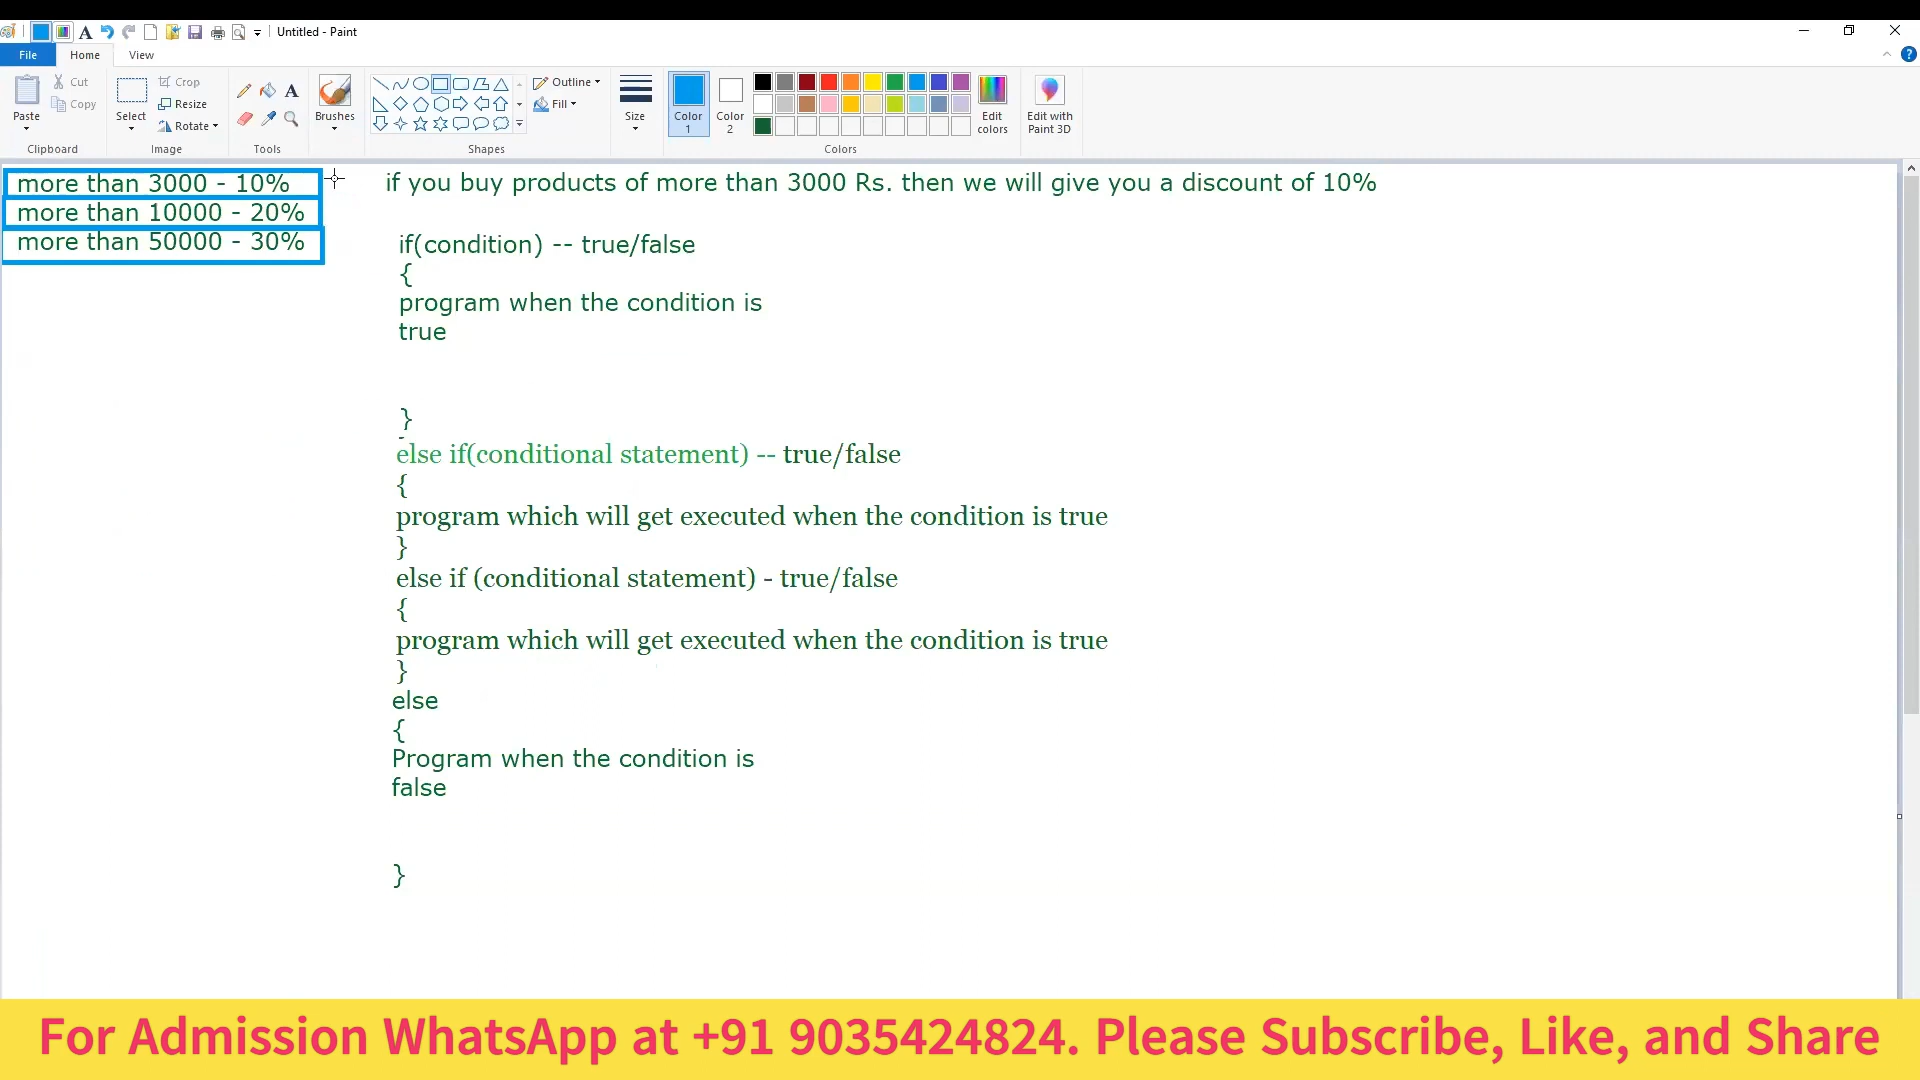 Untitled - Paint
File
Home
View
Paste
Cut
Copy
Clipboard
Select
Crop
Resize
Rotate
Image
Tools
Brushes
Shapes
Outline
Fill
Size
Color 1
Color 2
Edit colors
Colors
Edit with Paint 3D
more than 3000 - 10%
more than 10000 - 20%
more than 50000 - 30%
if you buy products of more than 3000 Rs. then we will give you a discount of 10%
if(condition) -- true/false
{
program when the condition is
true
}
else if(conditional statement) -- true/false
{
program which will get executed when the condition is true
}
else if (conditional statement) - true/false
{
program which will get executed when the condition is true
}
else
{
Program when the condition is
false
}
For Admission WhatsApp at +91 9035424824. Please Subscribe, Like, and Share